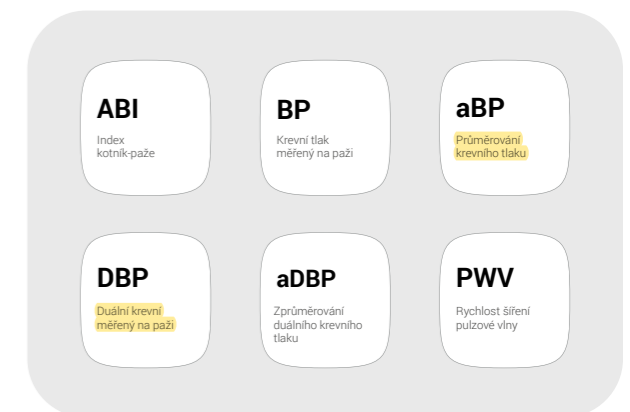 ABI
Index
kotník-paže
BP
Krevní tlak
měřený na paži
aBP
Průměrování
krevního tlaku
DBP
Duální krevní
měřený na paži
aDBP
Zprůměrování
duálního krevního
tlaku
PWV
Rychlost šíření
pulzové vlny